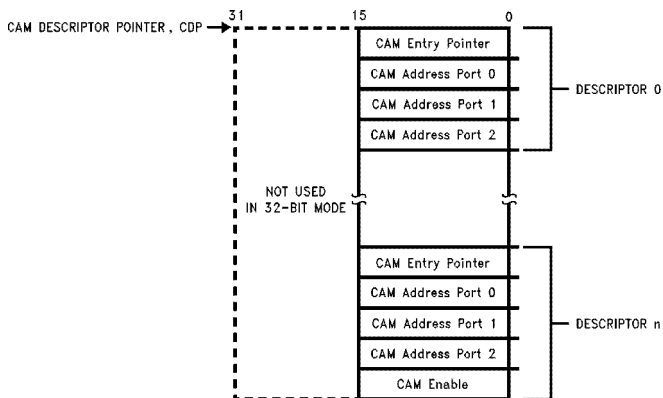 31 15 0
CAM DESCRIPTOR POINTER, CDP
CAM Entry Pointer
CAM Address Port 0
CAM Address Port 1
CAM Address Port 2
DESCRIPTOR 0
NOT USED
IN 32-BIT MODE
CAM Entry Pointer
CAM Address Port 0
CAM Address Port 1
CAM Address Port 2
CAM Enable
DESCRIPTOR n